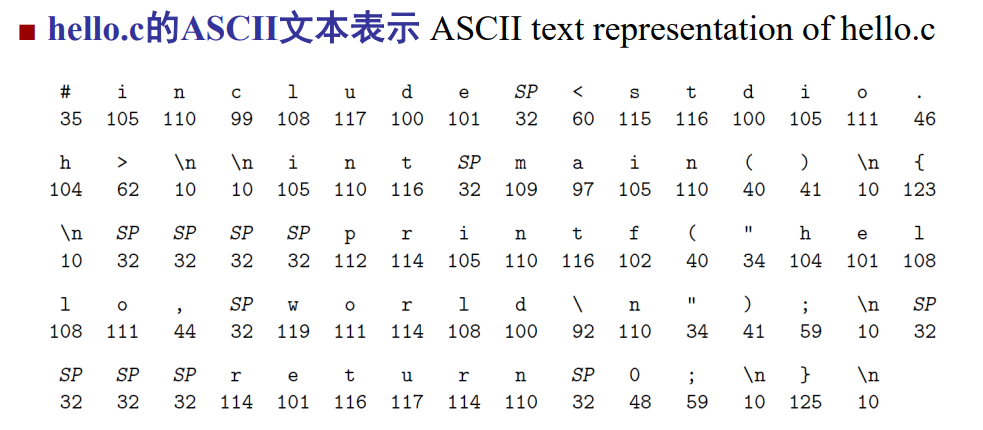 hello.c的ASCII文本表示 ASCII text representation of hello.c
# i n c l u d e SP < s t d i o .
35 105 110 99 108 117 100 101 32 60 115 116 100 105 111 46
h > \n \n i n t SP m a i n ( ) \n {
104 62 10 10 105 110 116 32 109 97 105 110 40 41 10 123
\n SP SP SP SP p r i n t f ( " h e l
10 32 32 32 32 112 114 105 110 116 102 40 34 104 101 108
l o , SP w o r l d \ n " ) ; \n SP
108 111 44 32 119 111 114 108 100 92 110 34 41 59 10 32
SP SP SP r e t u r n SP 0 ; \n } \n
32 32 32 114 101 116 117 114 110 32 48 59 10 125 10